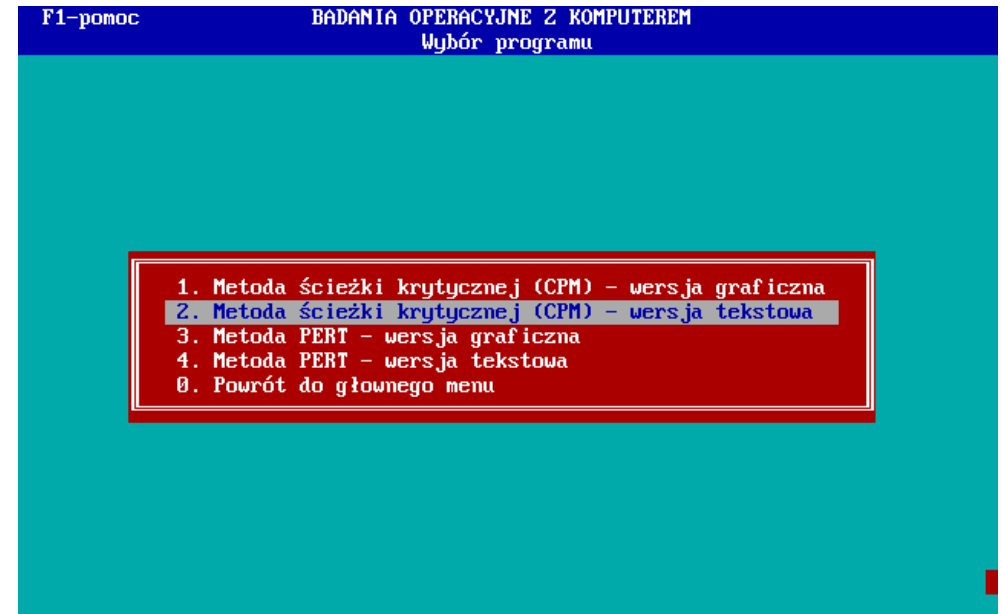 F1-pomoc BADANIA OPERACYJNE Z KOMPUTEREM
Wybór programu
1. Metoda ścieżki krytycznej (CPM) - wersja graficzna
2. Metoda ścieżki krytycznej (CPM) - wersja tekstowa
3. Metoda PERT - wersja graficzna
4. Metoda PERT - wersja tekstowa
0. Powrót do głownego menu